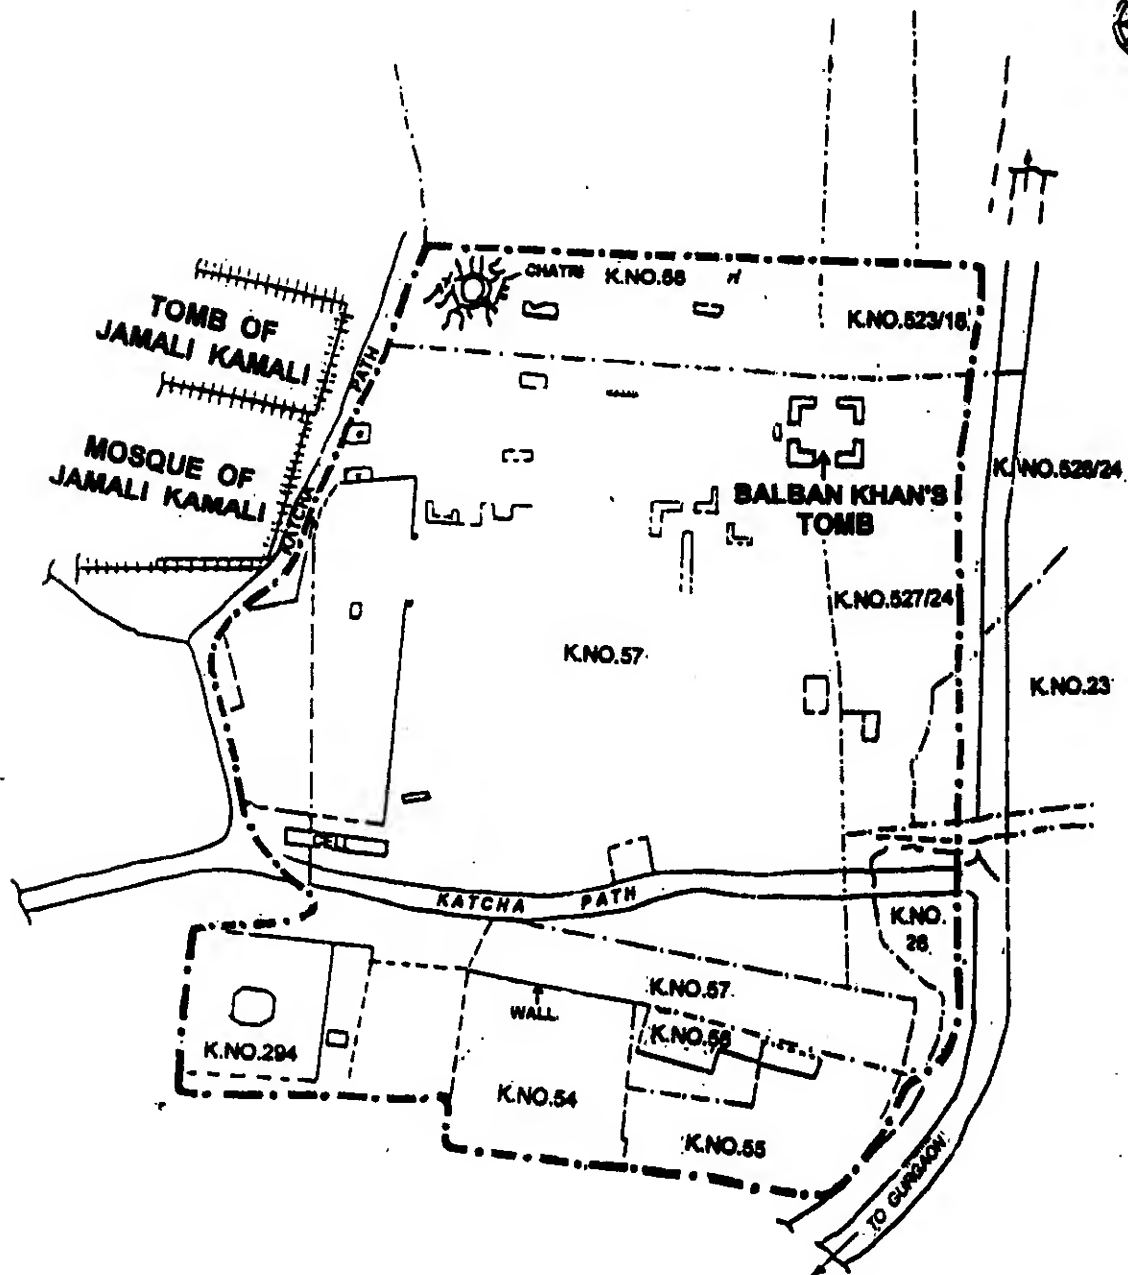 CHATRI
K.NO.58
K.NO.523/18
TOMB OF
JAMALI KAMALI
KATCHA PATH
MOSQUE OF
JAMALI KAMALI
BALBAN KHAN'S
TOMB
K.NO.528/24
K.NO.527/24
K.NO.57
K.NO.23
CELL
KATCHA PATH
K.NO.
26
K.NO.57
WALL
K.NO.56
K.NO.294
K.NO.54
K.NO.55
TO GURGAON